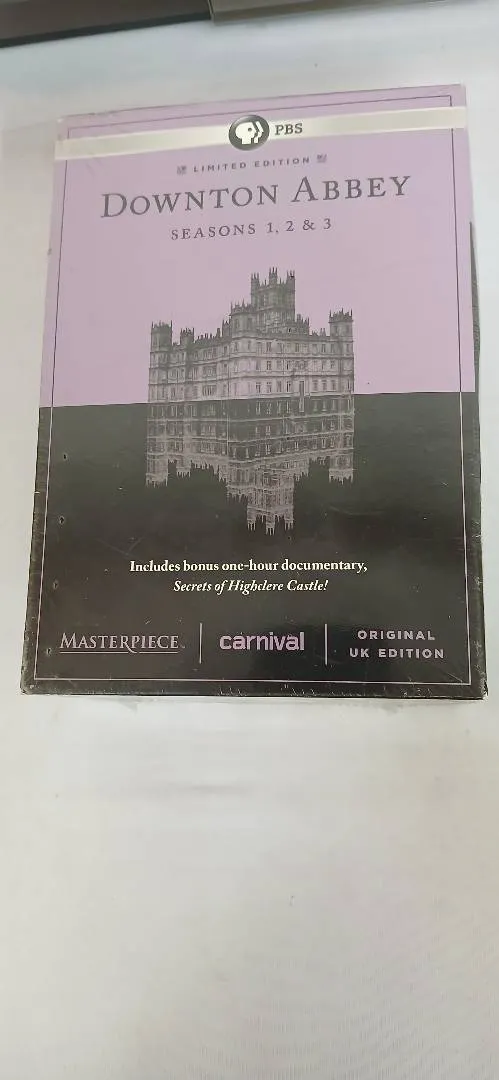 PBS
LIMITED EDITION
DOWNTON ABBEY
SEASONS 1, 2 & 3
Includes bonus one-hour documentary,
Secrets of Highclere Castle!
MASTERPIECE
carnival
ORIGINAL
UK EDITION